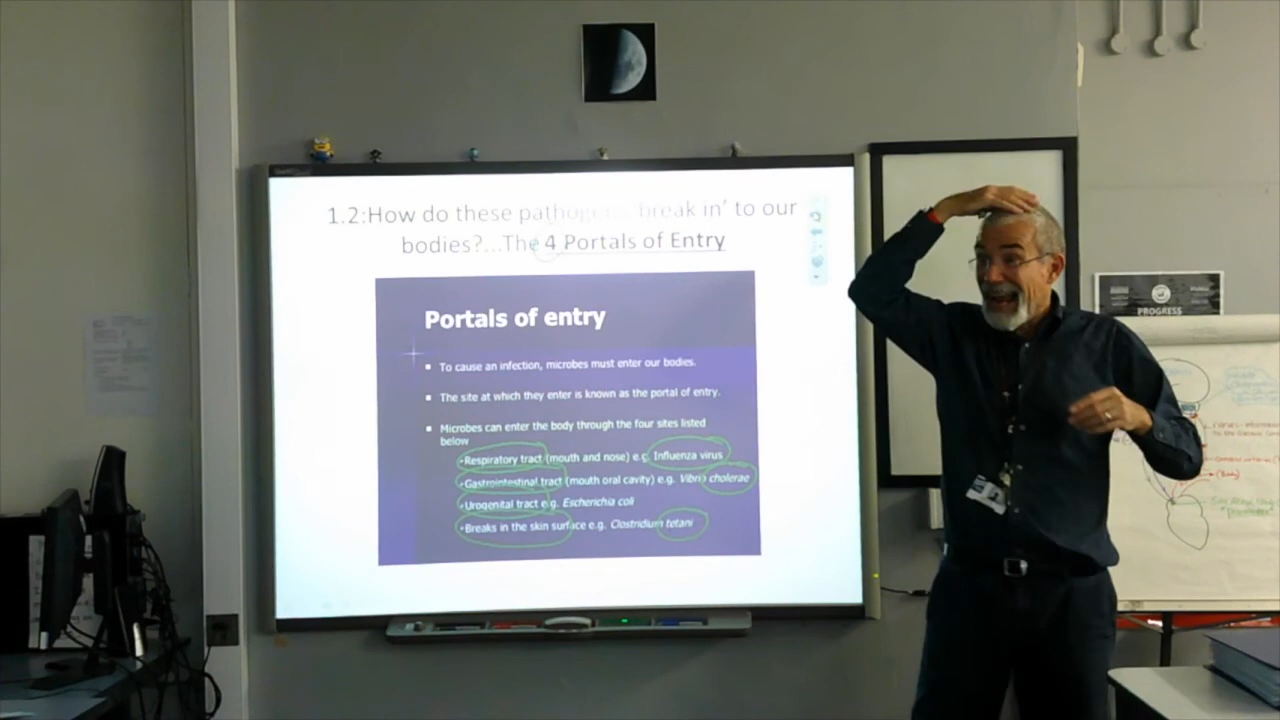 1.2:How do these pathogens 'break in' to our
bodies?...The 4 Portals of Entry
Portals of entry
To cause an infection, microbes must enter our bodies.
The site at which they enter is known as the portal of entry.
Microbes can enter the body through the four sites listed
below
•Respiratory tract (mouth and nose) e.g. Influenza virus
•Gastrointestinal tract (mouth oral cavity) e.g. Vibrio cholerae
•Urogenital tract e.g. Escherichia coli
•Breaks in the skin surface e.g. Clostridium tetani
PROGRESS